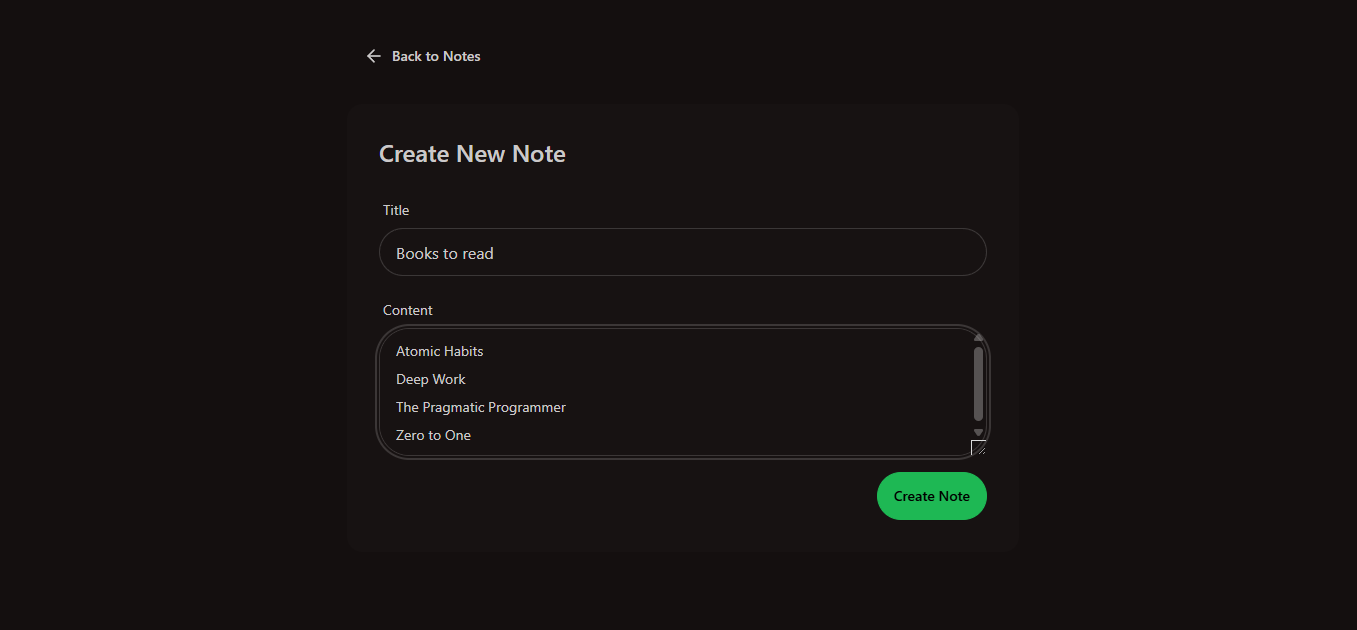 Back to Notes
Create New Note
Title
Books to read
Content
Atomic Habits
Deep Work
The Pragmatic Programmer
Zero to One
Create Note